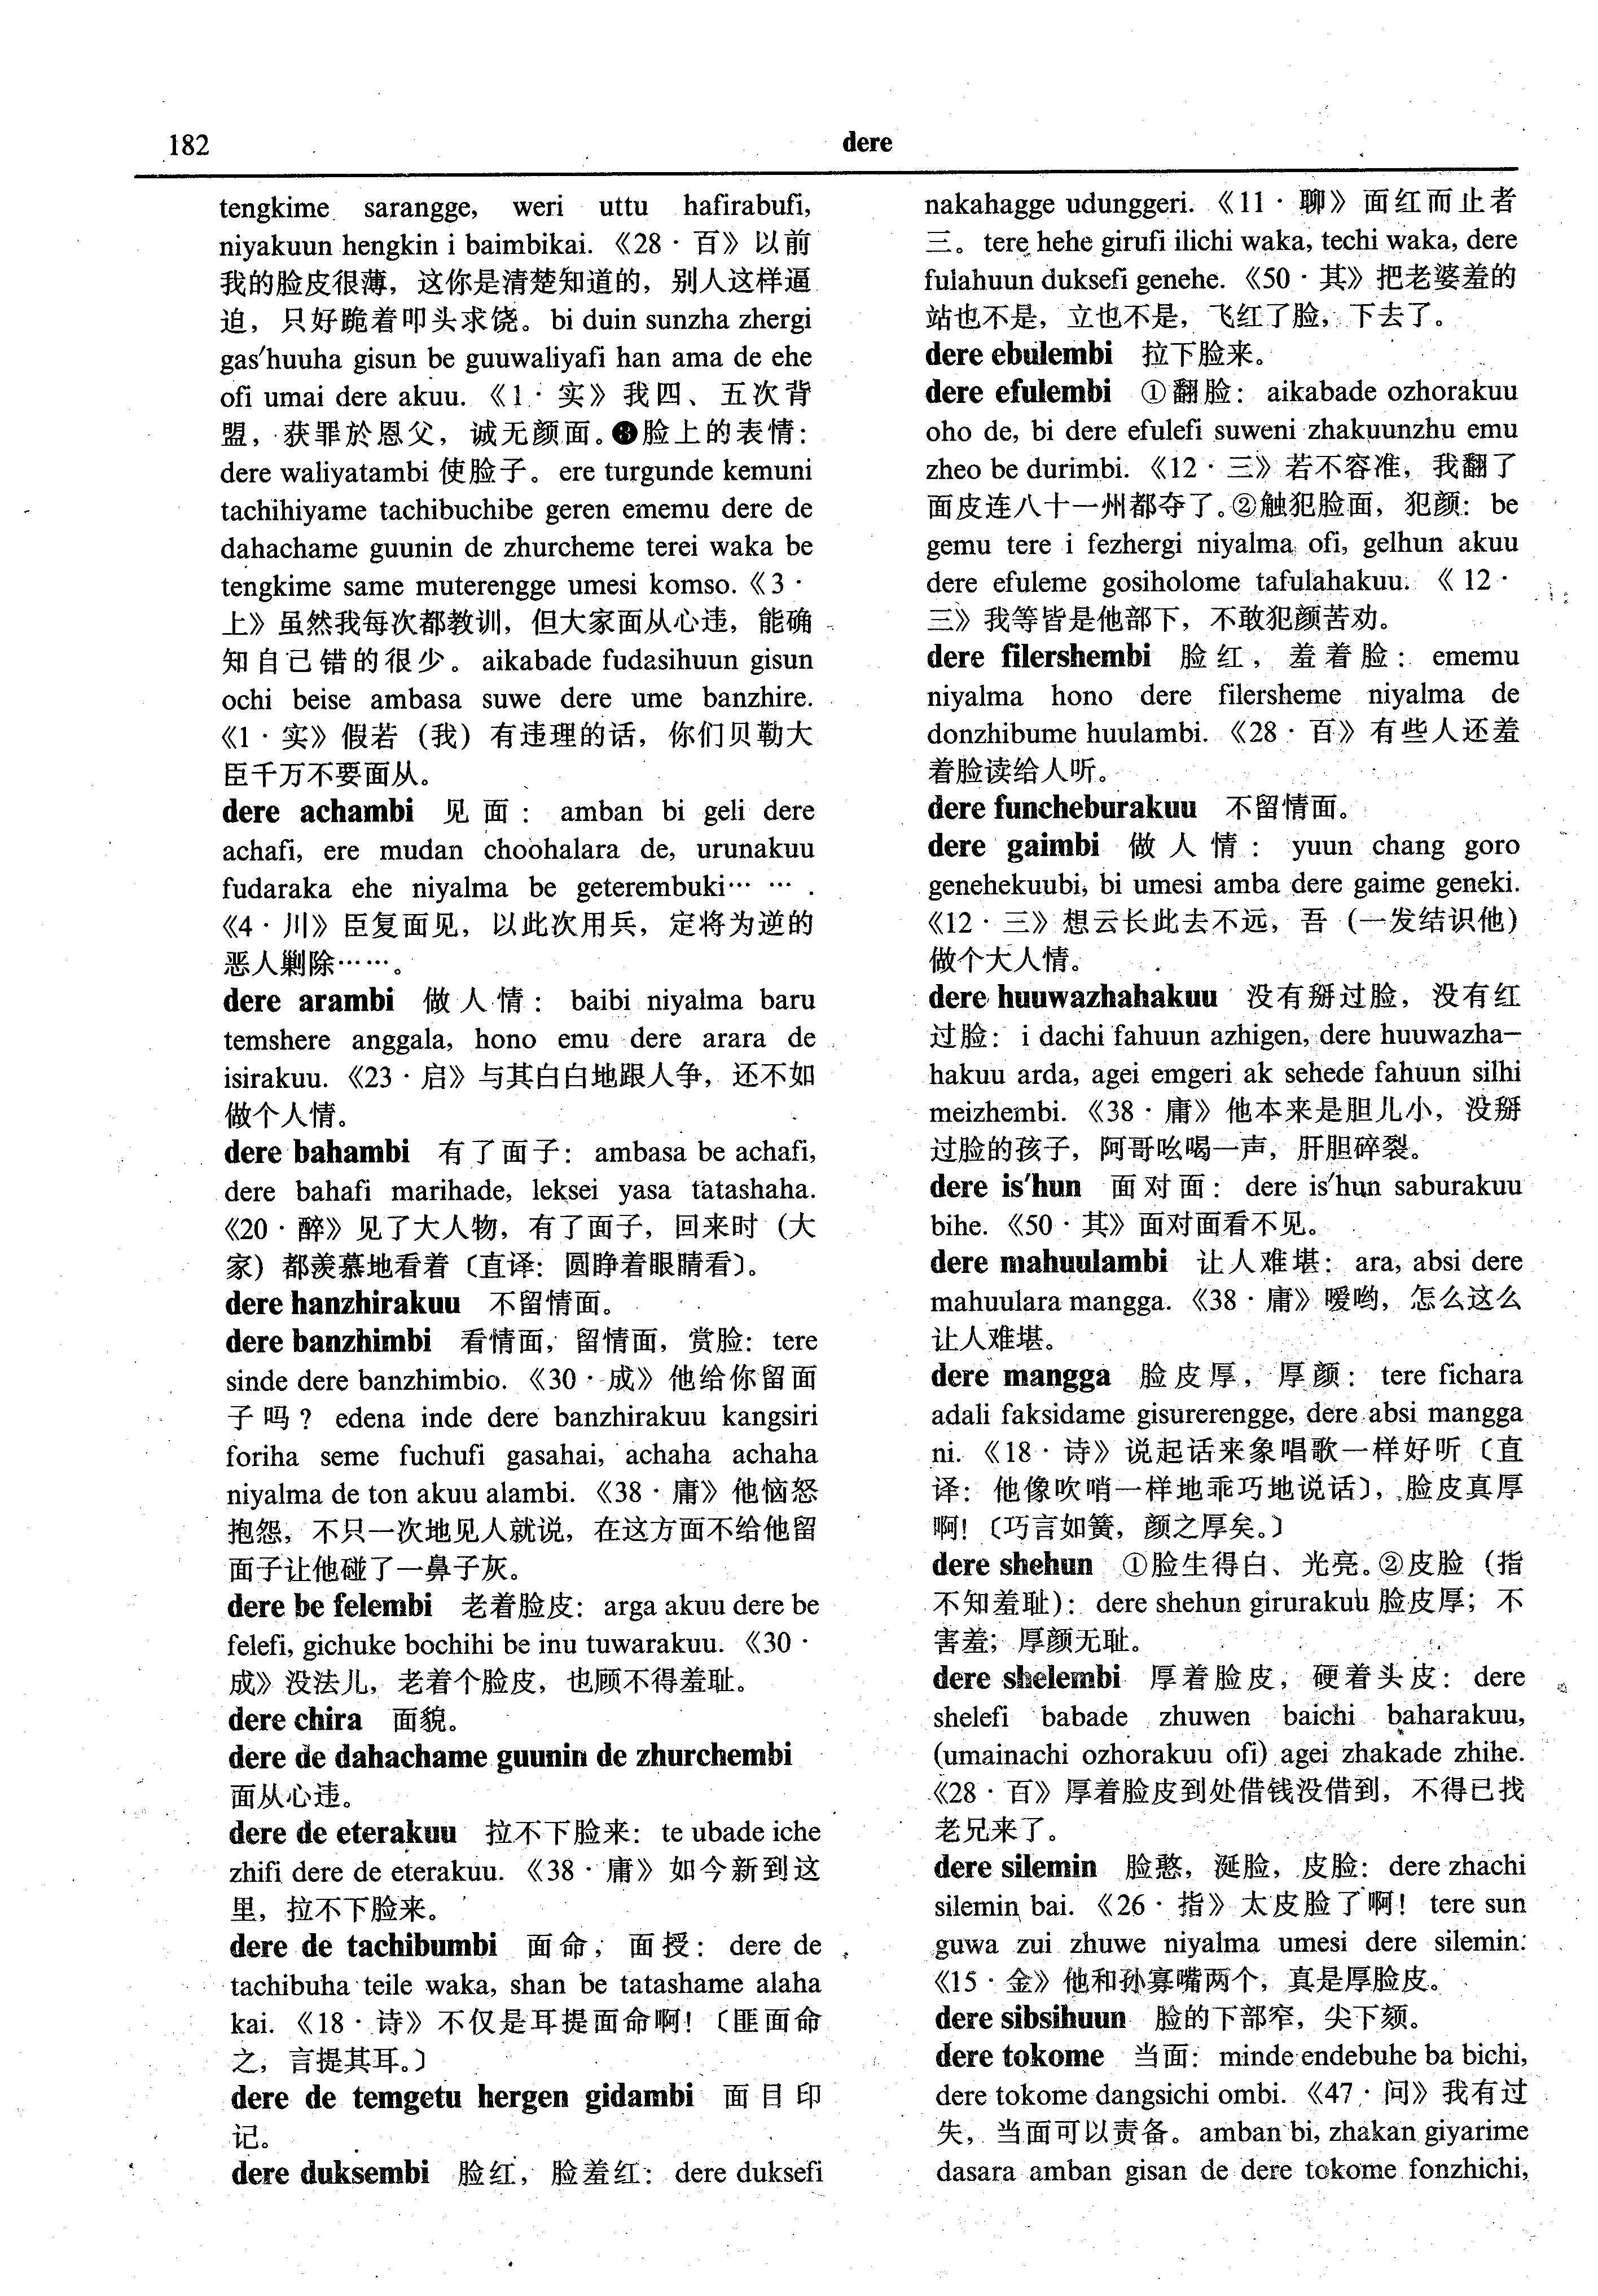 182
dere
tengkime sarangge, weri uttu hafirabufi,
niyakuun hengkin i baimbikai.《28·百》以前
我的脸皮很薄，这你是清楚知道的，别人这样逼
迫，只好跪着叩头求饶。bi duin sunzha zhergi
gas'huuha gisun be guuwaliyafi han ama de ehe
ofi umai dere akuu.《1·实》我四、五次背
盟，获罪於恩父，诚无颜面。❸脸上的表情：
dere waliyatambi 使脸子。ere turgunde kemuni
tachihiyame tachibuchibe geren ememu dere de
dahachame guunin de zhurcheme terei waka be
tengkime same muterengge umesi komso.《3·
上》虽然我每次都教训，但大家面从心违，能确
知自己错的很少。aikabade fudasihuun gisun
ochi beise ambasa suwe dere ume banzhire.
《1·实》假若（我）有违理的话，你们贝勒大
臣千万不要面从。
dere achambi 见面：amban bi geli dere
achafi, ere mudan choohalara de, urunakuu
fudaraka ehe niyalma be geterembuki… ….
《4·川》臣复面见，以此次用兵，定将为逆的
恶人剿除……。
dere arambi 做人情：baibi niyalma baru
temshere anggala, hono emu dere arara de
isirakuu.《23·启》与其白白地跟人争，还不如
做个人情。
dere bahambi 有了面子：ambasa be achafi,
dere bahafi marihade, leksei yasa tatashaha.
《20·醉》见了大人物，有了面子，回来时（大
家）都羡慕地看着〔直译：圆睁着眼睛看〕。
dere hanzhirakuu 不留情面。
dere banzhimbi 看情面，留情面，赏脸：tere
sinde dere banzhimbio.《30·成》他给你留面
子吗？edena inde dere banzhirakuu kangsiri
foriha seme fuchufi gasahai, achaha achaha
niyalma de ton akuu alambi.《38·庸》他恼怒
抱怨，不只一次地见人就说，在这方面不给他留
面子让他碰了一鼻子灰。
dere be felembi 老着脸皮：arga akuu dere be
felefi, gichuke bochihi be inu tuwarakuu.《30·
成》没法儿，老着个脸皮，也顾不得羞耻。
dere chira 面貌。
dere de dahachame guunin de zhurchembi
面从心违。
dere de eterakuu 拉不下脸来：te ubade iche
zhifi dere de eterakuu.《38·庸》如今新到这
里，拉不下脸来。
dere de tachibumbi 面命，面授：dere de
tachibuha teile waka, shan be tatashame alaha
kai.《18·诗》不仅是耳提面命啊！〔匪面命
之，言提其耳。〕
dere de temgetu hergen gidambi 面目印
记。
dere duksembi 脸红，脸羞红：dere duksefi
nakahagge udunggeri.《11·聊》面红而止者
三。tere hehe girufi ilichi waka, techi waka, dere
fulahuun duksefi genehe.《50·其》把老婆羞的
站也不是，立也不是，飞红了脸，下去了。
dere ebulembi 拉下脸来。
dere efulembi ①翻脸：aikabade ozhorakuu
oho de, bi dere efulefi suweni zhakuunzhu emu
zheo be durimbi.《12·三》若不容准，我翻了
面皮连八十一州都夺了。②触犯脸面，犯颜：be
gemu tere i fezhergi niyalma ofi, gelhun akuu
dere efuleme gosiholome tafulahakuu.《12·
三》我等皆是他部下，不敢犯颜苦劝。
dere filershembi 脸红，羞着脸：ememu
niyalma hono dere filersheme niyalma de
donzhibume huulambi.《28·百》有些人还羞
着脸读给人听。
dere funcheburakuu 不留情面。
dere gaimbi 做人情：yuun chang goro
genehekuubi, bi umesi amba dere gaime geneki.
《12·三》想云长此去不远，吾（一发结识他）
做个大人情。
dere huuwazhahakuu 没有掰过脸，没有红
过脸：i dachi fahuun azhigen, dere huuwazha-
hakuu arda, agei emgeri ak sehede fahuun silhi
meizhembi.《38·庸》他本来是胆儿小，没掰
过脸的孩子，阿哥吆喝一声，肝胆碎裂。
dere is'hun 面对面：dere is'hun saburakuu
bihe.《50·其》面对面看不见。
dere mahuulambi 让人难堪：ara, absi dere
mahuulara mangga.《38·庸》嗳哟，怎么这么
让人难堪。
dere mangga 脸皮厚，厚颜：tere fichara
adali faksidame gisurerengge, dere absi mangga
ni.《18·诗》说起话来象唱歌一样好听〔直
译：他像吹哨一样地乖巧地说话〕，脸皮真厚
啊！〔巧言如簧，颜之厚矣。〕
dere shehun ①脸生得白、光亮。②皮脸（指
不知羞耻）：dere shehun girurakuu 脸皮厚；不
害羞；厚颜无耻。
dere shelembi 厚着脸皮，硬着头皮：dere
shelefi babade zhuwen baichi baharakuu,
(umainachi ozhorakuu ofi) agei zhakade zhihe.
《28·百》厚着脸皮到处借钱没借到，不得已找
老兄来了。
dere silemin 脸憨，涎脸，皮脸：dere zhachi
silemin bai.《26·指》太皮脸了啊！tere sun
guwa zui zhuwe niyalma umesi dere silemin:
《15·金》他和孙寡嘴两个，真是厚脸皮。
dere sibsihuun 脸的下部窄，尖下颏。
dere tokome 当面：minde endebuhe ba bichi,
dere tokome dangsichi ombi.《47·问》我有过
失，当面可以责备。amban bi, zhakan giyarime
dasara amban gisan de dere tokome fonzhichi,